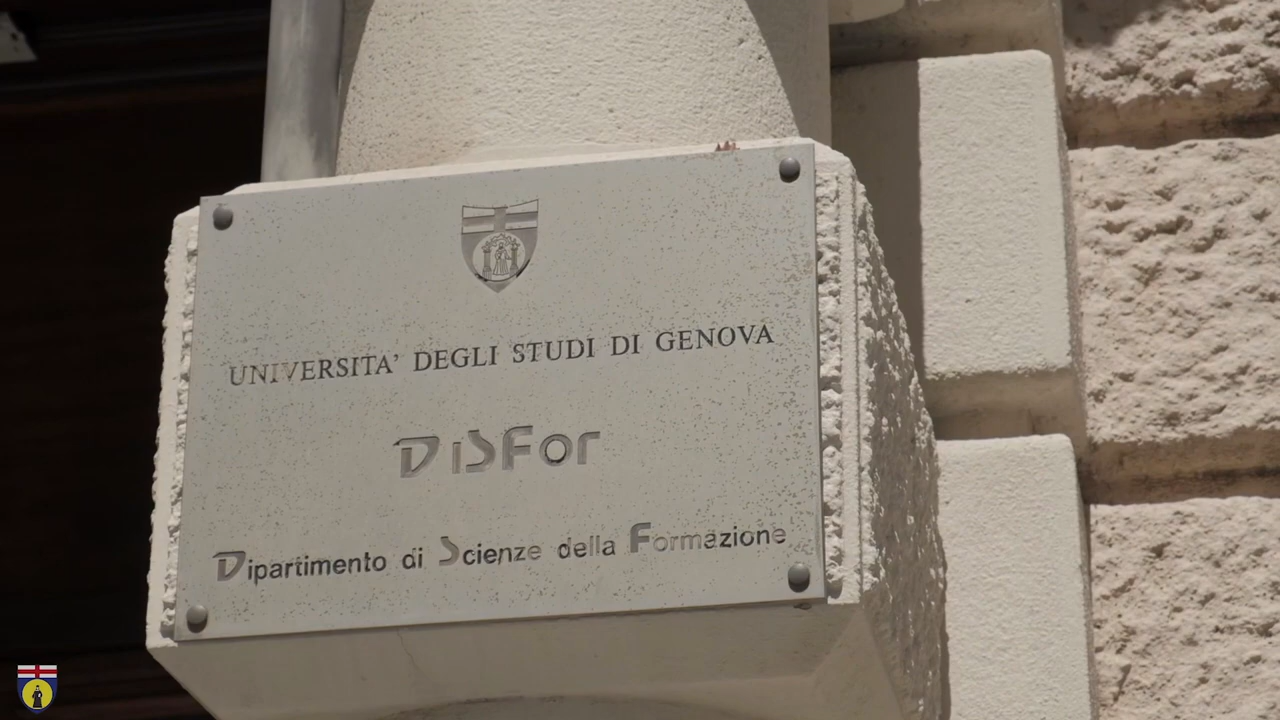 UNIVERSITA' DEGLI STUDI DI GENOVA
DiSFor
Dipartimento di Scienze della Formazione